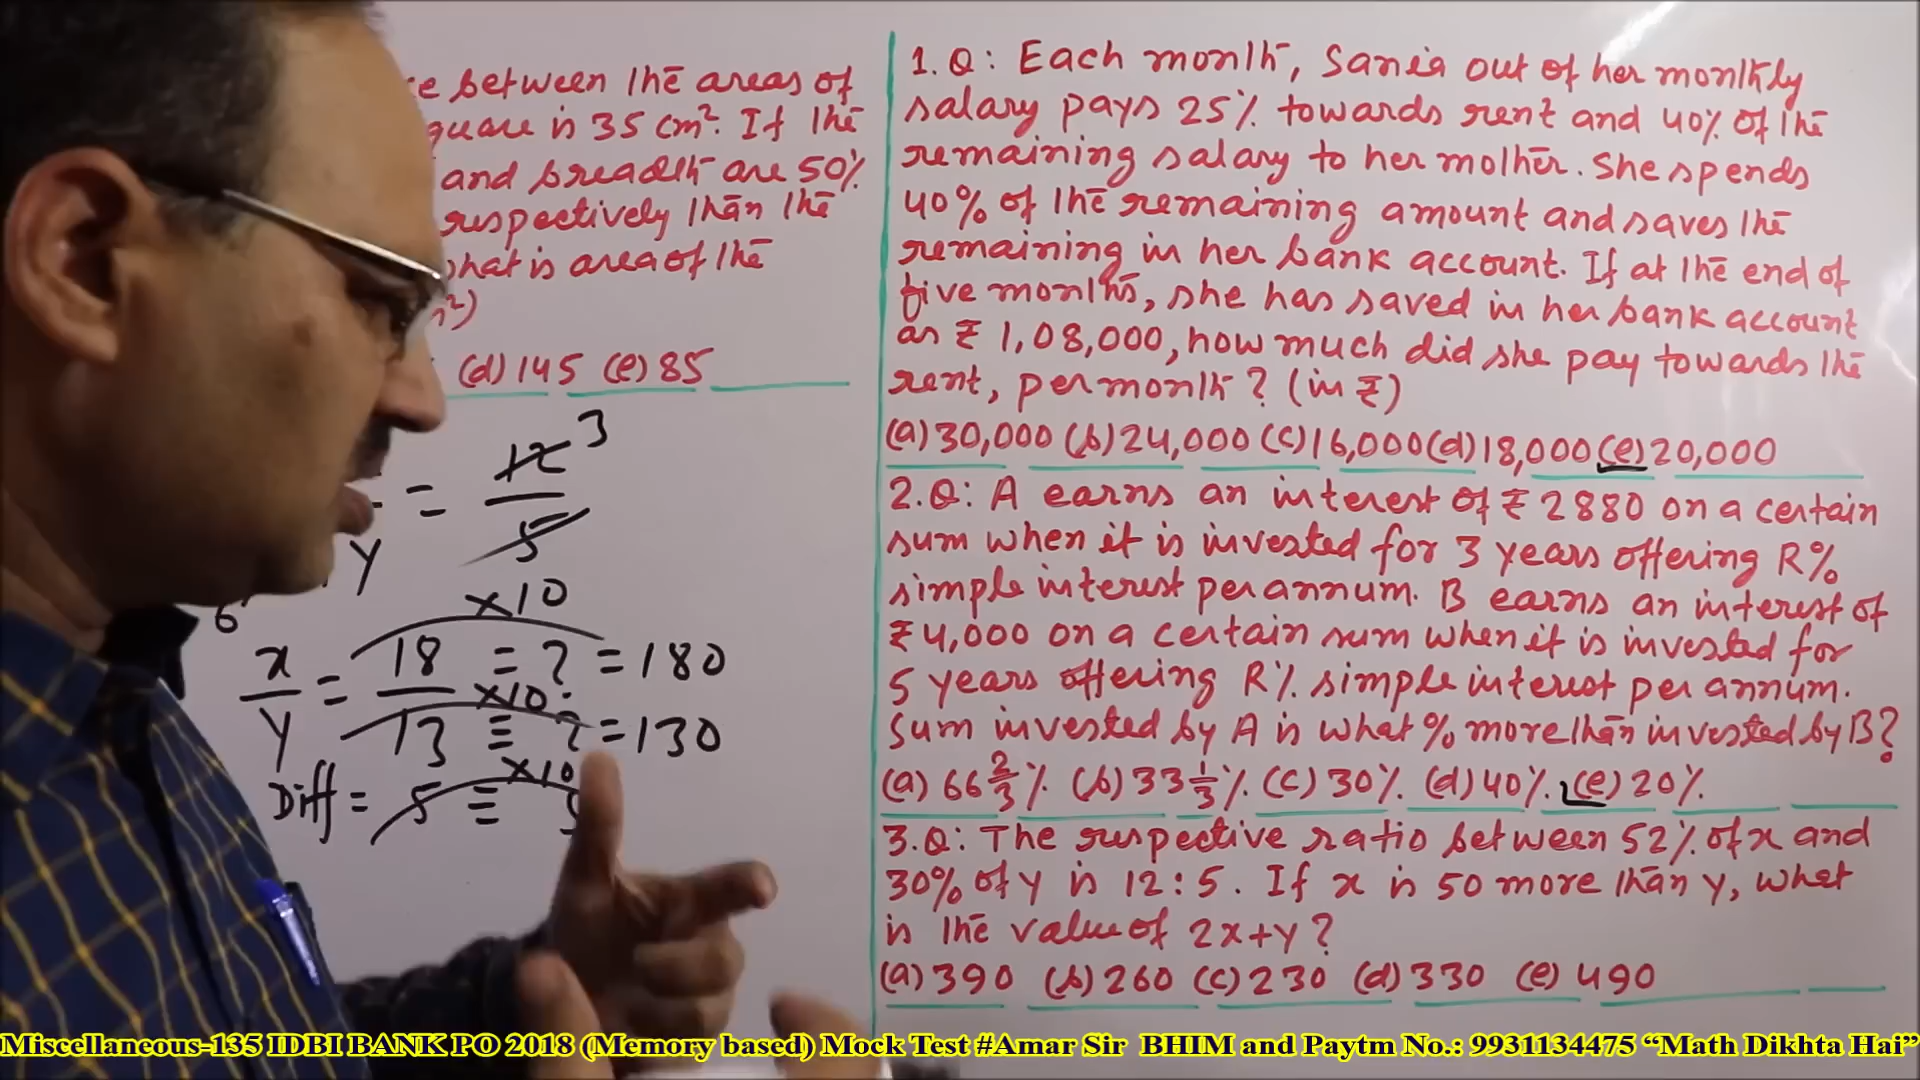 e between the areas of
quare is 35 cm². If the
and breadth are 50%
respectively than the
what is area of the
²)
(d) 145 (e) 85
= 12 3
5
Y
×10
6
x = 18 = ? = 180
×10
Y 13 ≡ ? = 130
×10
Diff = 5 ≡ 5
1.Q: Each month, Sania out of her monthly
salary pays 25% towards rent and 40% of the
remaining salary to her mother. She spends
40% of the remaining amount and saves the
remaining in her bank account. If at the end of
five months, she has saved in her bank account
as ₹ 1,08,000, how much did she pay towards the
rent, per month? (in ₹)
(a) 30,000 (b) 24,000 (c) 16,000 (d) 18,000 (e) 20,000
2.Q: A earns an interest of ₹ 2880 on a certain
sum when it is invested for 3 years offering R%
simple interest per annum. B earns an interest of
₹ 4,000 on a certain sum when it is invested for
5 years offering R% simple interest per annum.
Sum invested by A is what % more than invested by B?
(a) 66 2/3 % (b) 33 1/3 % (c) 30% (d) 40% (e) 20%
3.Q: The respective ratio between 52% of x and
30% of y is 12 : 5. If x is 50 more than y, what
is the value of 2x+y?
(a) 390 (b) 260 (c) 230 (d) 330 (e) 490
Miscellaneous-135 IDBI BANK PO 2018 (Memory based) Mock Test #Amar Sir BHIM and Paytm No.: 9931134475 “Math Dikhta Hai”